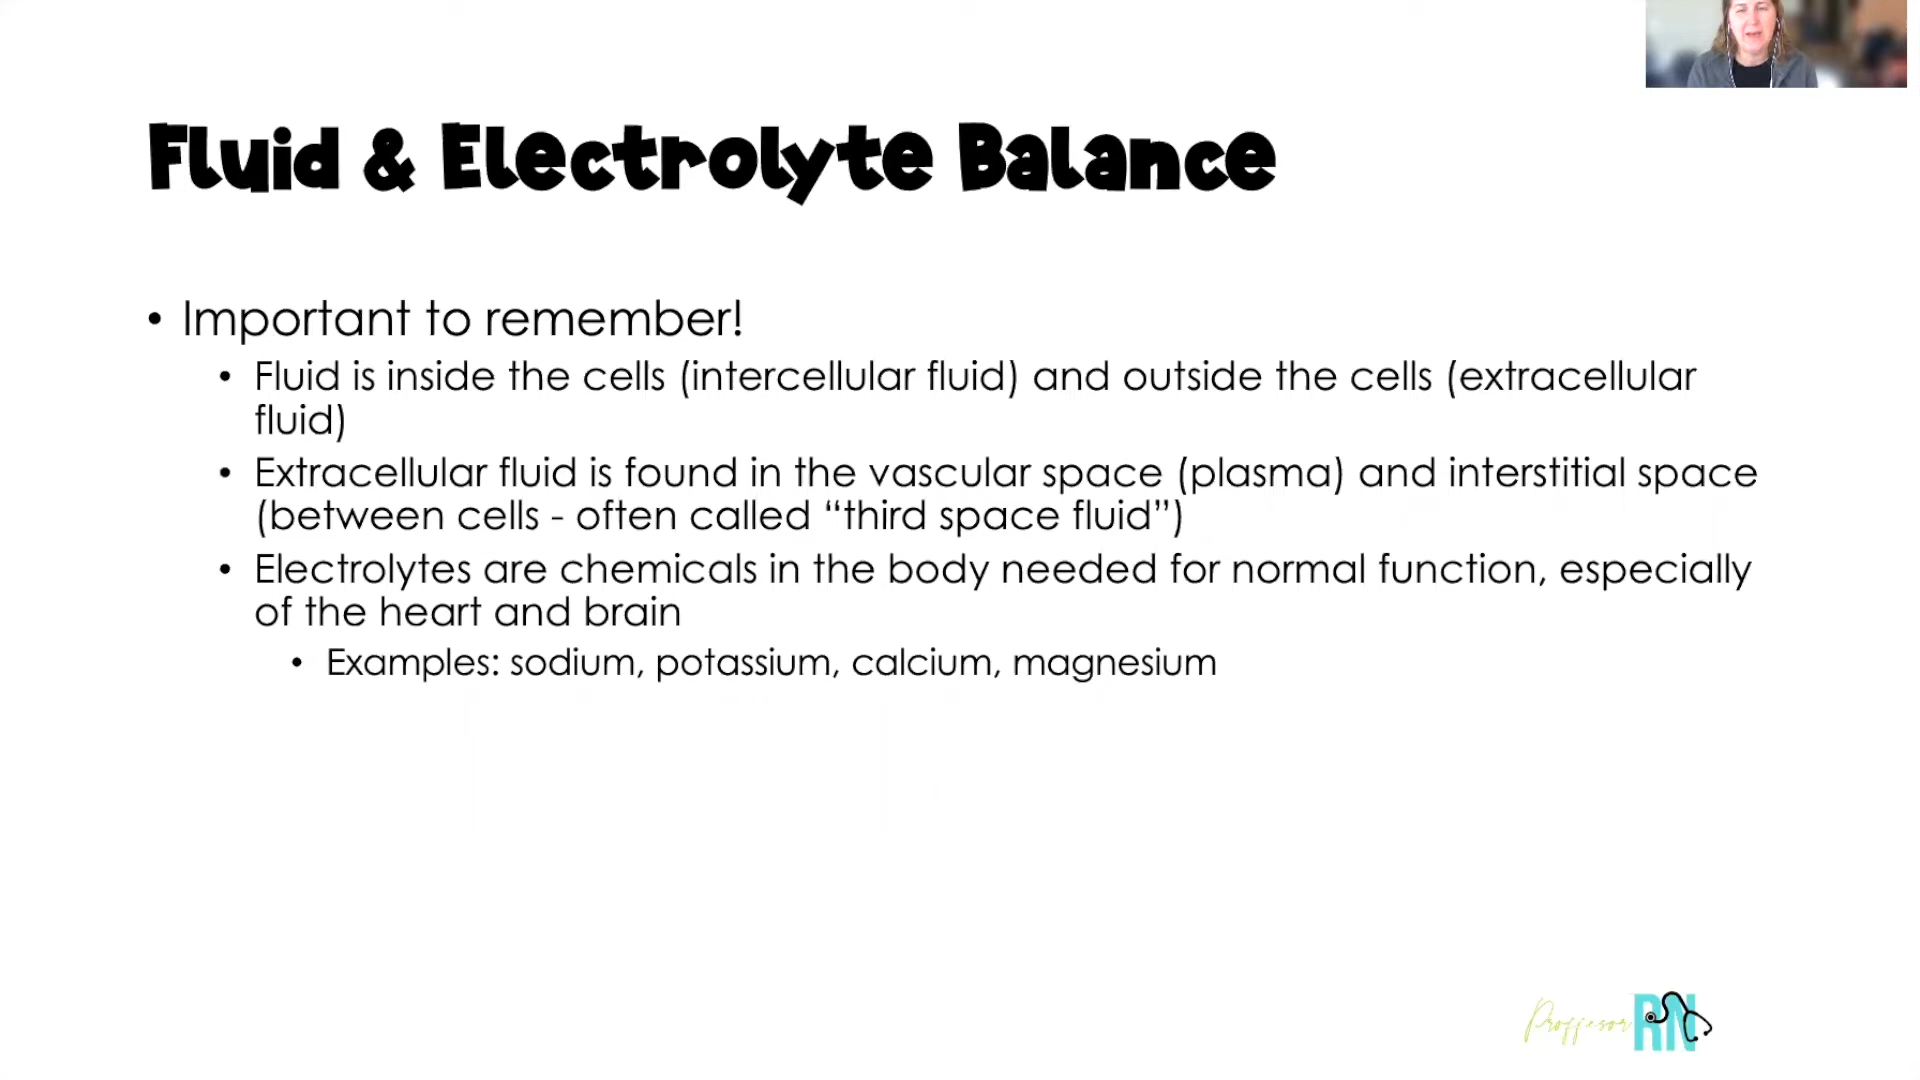 Fluid & Electrolyte Balance
• Important to remember!
• Fluid is inside the cells (intercellular fluid) and outside the cells (extracellular
fluid)
• Extracellular fluid is found in the vascular space (plasma) and interstitial space
(between cells - often called “third space fluid”)
• Electrolytes are chemicals in the body needed for normal function, especially
of the heart and brain
• Examples: sodium, potassium, calcium, magnesium
Proffesor RN